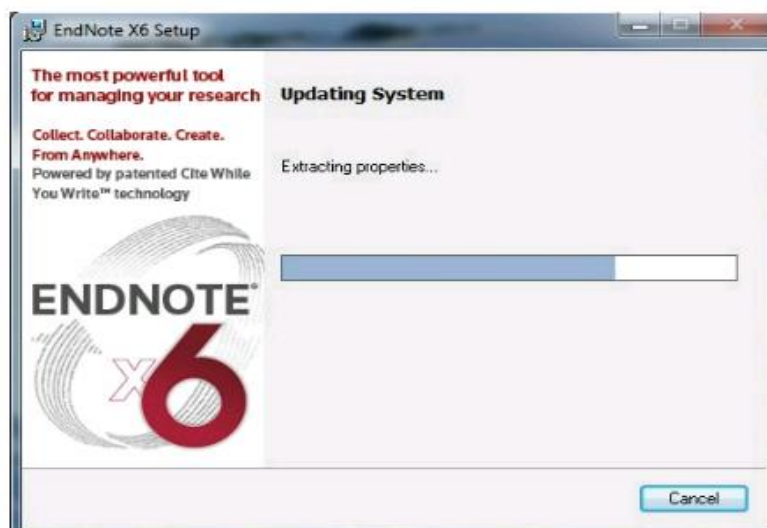 EndNote X6 Setup
The most powerful tool
for managing your research
Collect. Collaborate. Create.
From Anywhere.
Powered by patented Cite While
You Write™ technology
ENDNOTE®
x6
Updating System
Extracting properties...
Cancel